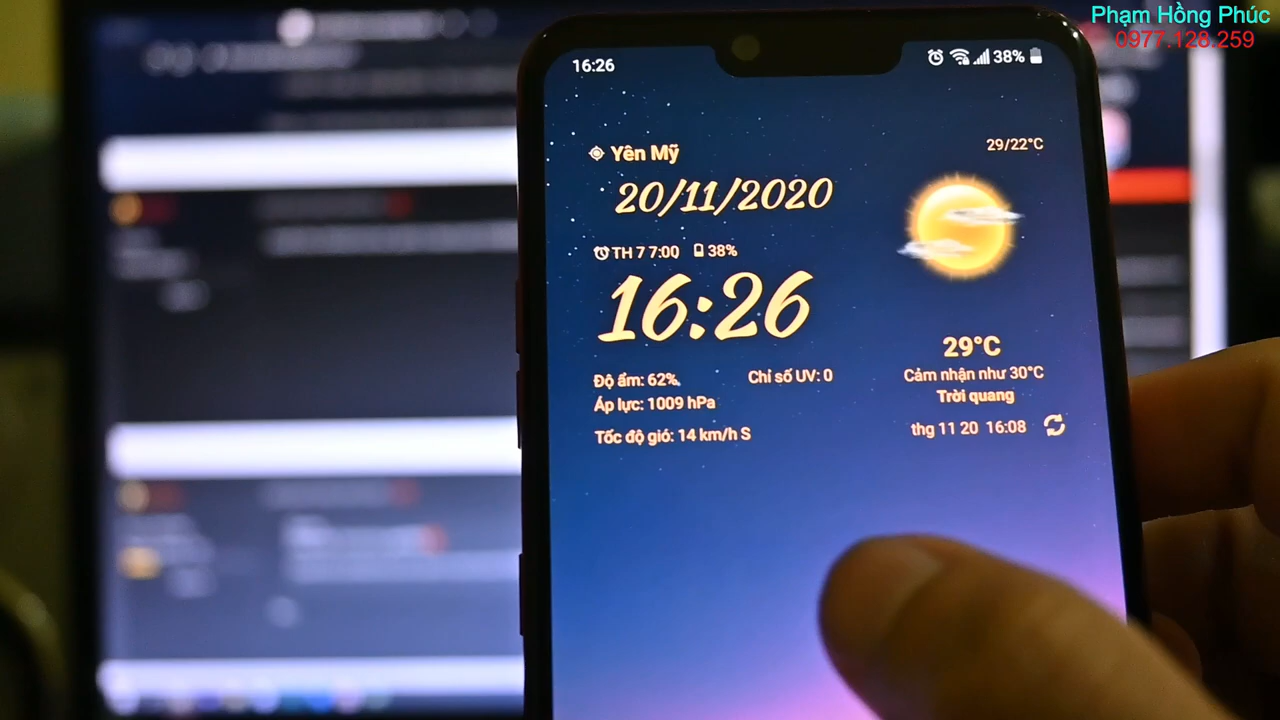 Phạm Hồng Phúc
0977.128.259
16:26
38%
Yên Mỹ
29/22°C
20/11/2020
TH 7 7:00 38%
16:26
29°C
Độ ẩm: 62%
Chỉ số UV: 0
Cảm nhận như 30°C
Áp lực: 1009 hPa
Trời quang
Tốc độ gió: 14 km/h S
thg 11 20 16:08